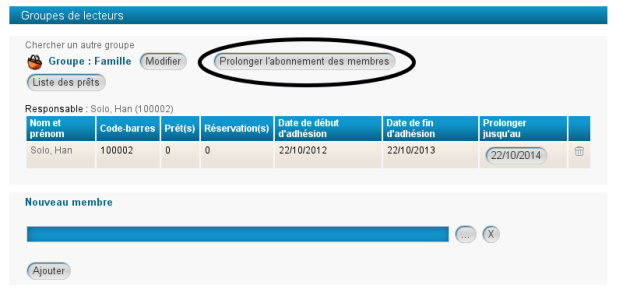 Groupes de lecteurs
Chercher un autre groupe
Groupe : Famille Modifier Prolonger l'abonnement des membres
Liste des prêts
Responsable : Solo, Han (100002)
Nom et prénom Code-barres Prêt(s) Réservation(s) Date de début d'adhésion Date de fin d'adhésion Prolonger jusqu'au
Solo, Han 100002 0 0 22/10/2012 22/10/2013 22/10/2014
Nouveau membre
... X
Ajouter